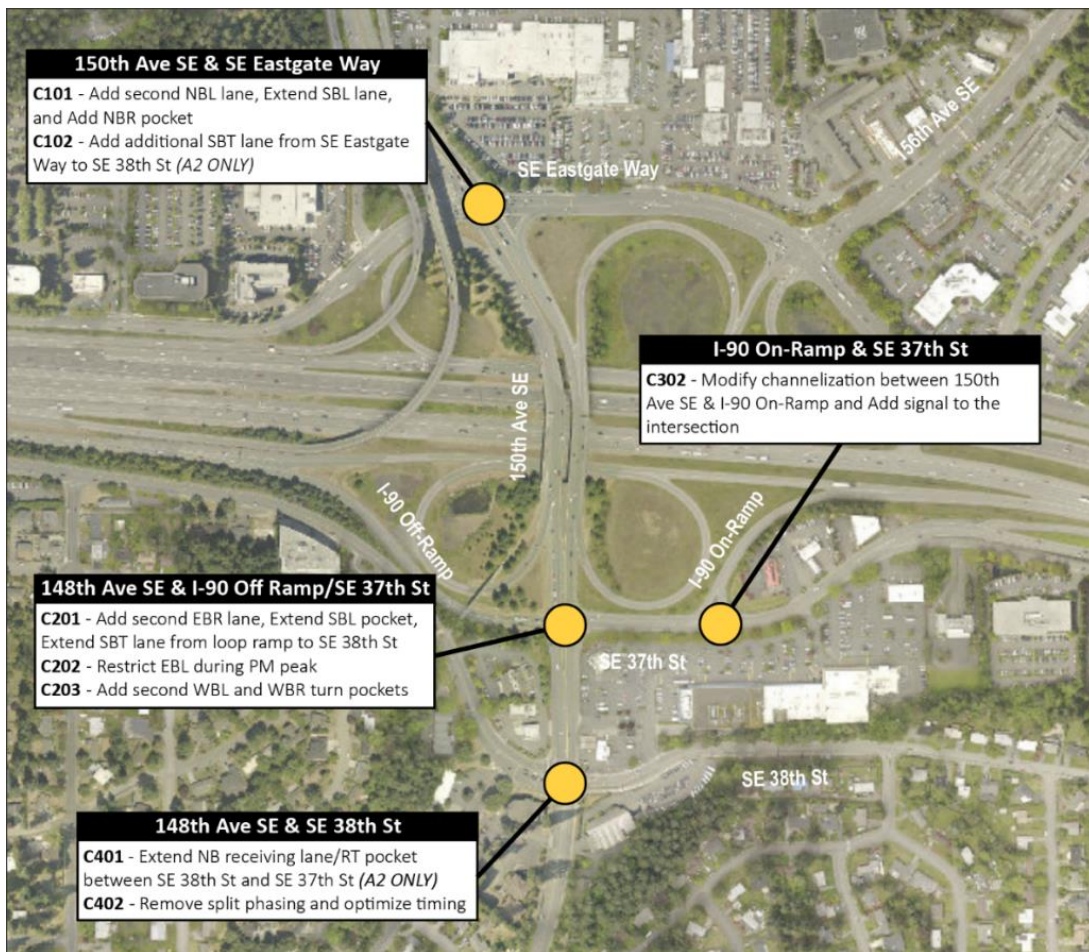 150th Ave SE & SE Eastgate Way
C101 - Add second NBL lane, Extend SBL lane,
and Add NBR pocket
C102 - Add additional SBT lane from SE Eastgate
Way to SE 38th St (A2 ONLY)
156th Ave SE
SE Eastgate Way
I-90 On-Ramp & SE 37th St
C302 - Modify channelization between 150th
Ave SE & I-90 On-Ramp and Add signal to the
intersection
150th Ave SE
I-90 Off-Ramp
I-90 On-Ramp
148th Ave SE & I-90 Off Ramp/SE 37th St
C201 - Add second EBR lane, Extend SBL pocket,
Extend SBT lane from loop ramp to SE 38th St
C202 - Restrict EBL during PM peak
C203 - Add second WBL and WBR turn pockets
SE 37th St
SE 38th St
148th Ave SE & SE 38th St
C401 - Extend NB receiving lane/RT pocket
between SE 38th St and SE 37th St (A2 ONLY)
C402 - Remove split phasing and optimize timing